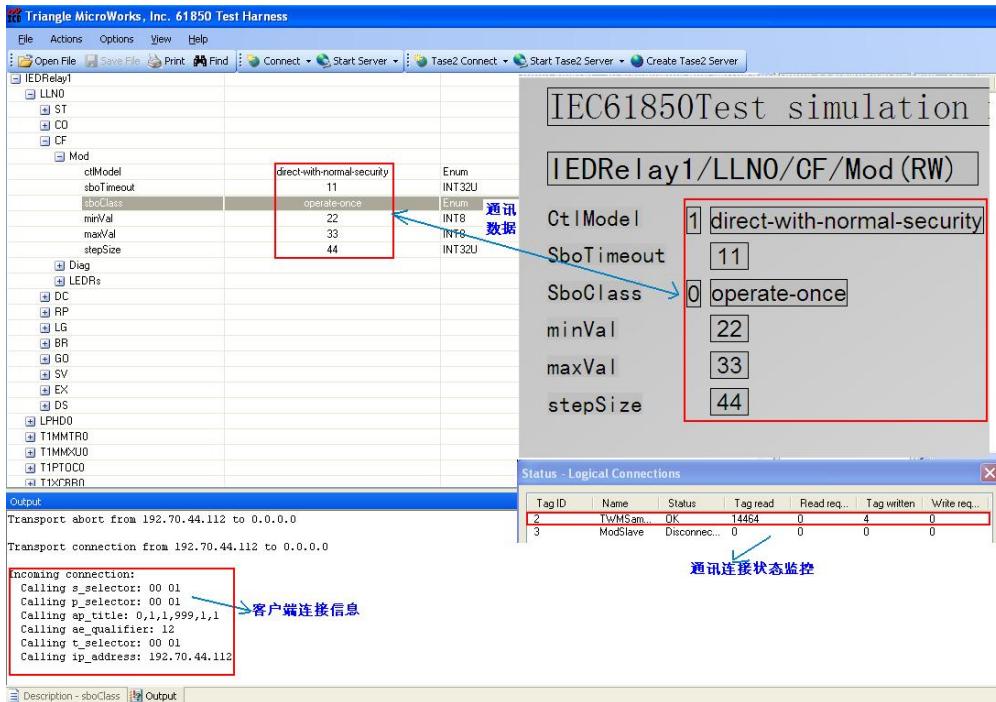 Triangle MicroWorks, Inc. 61850 Test Harness
File Actions Options View Help
Open File Save File Print Find Connect Start Server Tase2 Connect Start Tase2 Server Create Tase2 Server
IEDRelay1
LLN0
ST
CO
CF
Mod
ctlModel direct-with-normal-security Enum
sboTimeout 11 INT32U
sboClass operate-once Enum
minVal 22 INT8
maxVal 33 INT8
stepSize 44 INT32U
Diag
LEDRs
DC
RP
LG
BR
GO
SV
EX
DS
LPHD0
T1MMTR0
T1MMXU0
T1PTOC0
T1XCBR0
通讯
数据
IEC61850Test simulation
IEDRelay1/LLN0/CF/Mod(RW)
CtlModel 1 direct-with-normal-security
SboTimeout 11
SboClass 0 operate-once
minVal 22
maxVal 33
stepSize 44
Status - Logical Connections
Tag ID Name Status Tag read Read req... Tag written Write req...
2 TWMSam... OK 14464 0 4 0
3 ModSlave Disconnec... 0 0 0 0
通讯连接状态监控
Output
Transport abort from 192.70.44.112 to 0.0.0.0
Transport connection from 192.70.44.112 to 0.0.0.0
Incoming connection:
Calling s_selector: 00 01
Calling p_selector: 00 01
Calling ap_title: 0,1,1,999,1,1
Calling ae_qualifier: 12
Calling t_selector: 00 01
Calling ip_address: 192.70.44.112
客户端连接信息
Description - sboClass Output